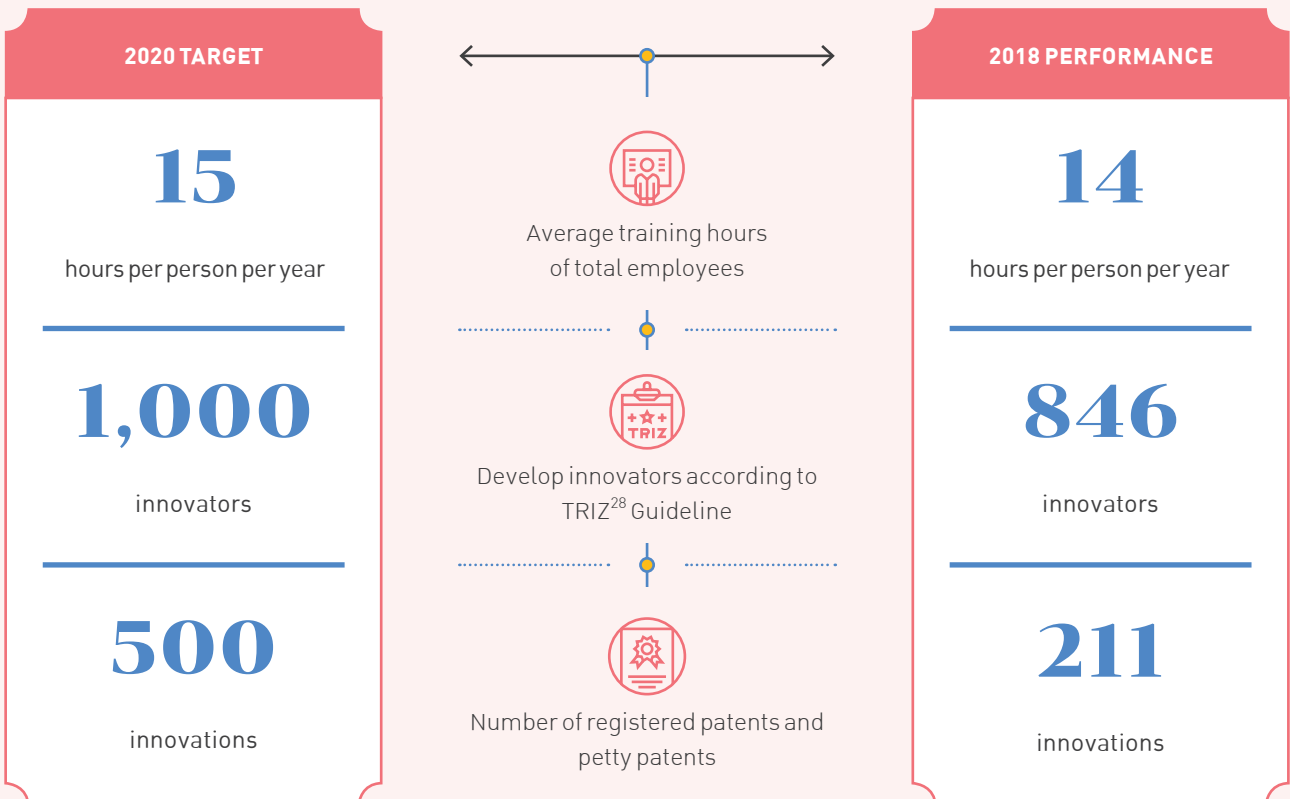 2020 TARGET
2018 PERFORMANCE
15
hours per person per year
Average training hours
of total employees
14
hours per person per year
1,000
innovators
TRIZ
Develop innovators according to
TRIZ28 Guideline
846
innovators
500
innovations
Number of registered patents and
petty patents
211
innovations